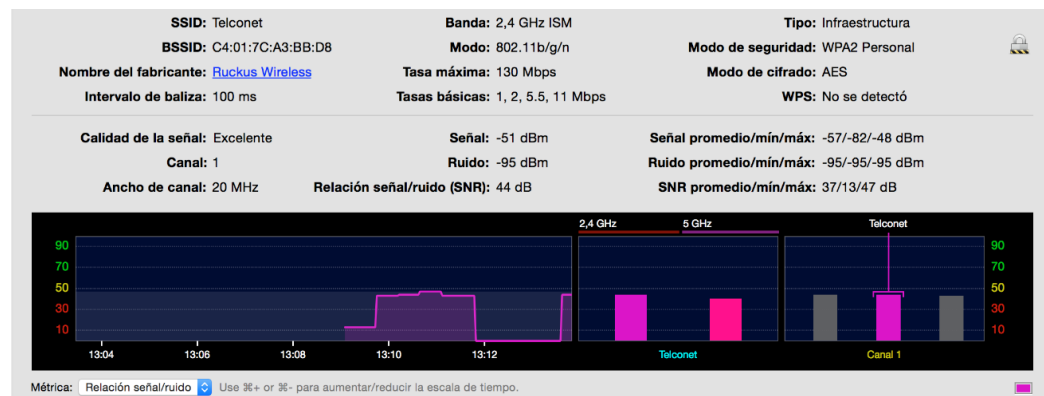 SSID: Telconet Banda: 2,4 GHz ISM Tipo: Infraestructura
BSSID: C4:01:7C:A3:BB:D8 Modo: 802.11b/g/n Modo de seguridad: WPA2 Personal
Nombre del fabricante: Ruckus Wireless Tasa máxima: 130 Mbps Modo de cifrado: AES
Intervalo de baliza: 100 ms Tasas básicas: 1, 2, 5.5, 11 Mbps WPS: No se detectó
Calidad de la señal: Excelente Señal: -51 dBm Señal promedio/mín/máx: -57/-82/-48 dBm
Canal: 1 Ruido: -95 dBm Ruido promedio/mín/máx: -95/-95/-95 dBm
Ancho de canal: 20 MHz Relación señal/ruido (SNR): 44 dB SNR promedio/mín/máx: 37/13/47 dB
2,4 GHz 5 GHz Telconet
90 90
70 70
50 50
30 30
10 10
13:04 13:06 13:08 13:10 13:12 Telconet Canal 1
Métrica: Relación señal/ruido Use ⌘+ or ⌘- para aumentar/reducir la escala de tiempo.